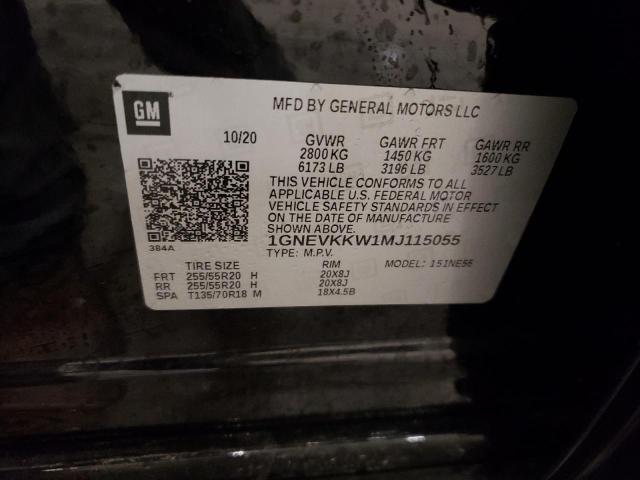 GM
MFD BY GENERAL MOTORS LLC
10/20 GVWR GAWR FRT GAWR RR
2800 KG 1450 KG 1600 KG
6173 LB 3196 LB 3527 LB
THIS VEHICLE CONFORMS TO ALL
APPLICABLE U.S. FEDERAL MOTOR
VEHICLE SAFETY STANDARDS IN EFFECT
ON THE DATE OF MANUFACTURE
SHOWN ABOVE.
1GNEVKKW1MJ115055
384A
TYPE: M.P.V. MODEL: 151NE56
TIRE SIZE RIM
FRT 255/55R20 H 20X8J
RR 255/55R20 H 20X8J
SPA T135/70R18 M 18X4.5B